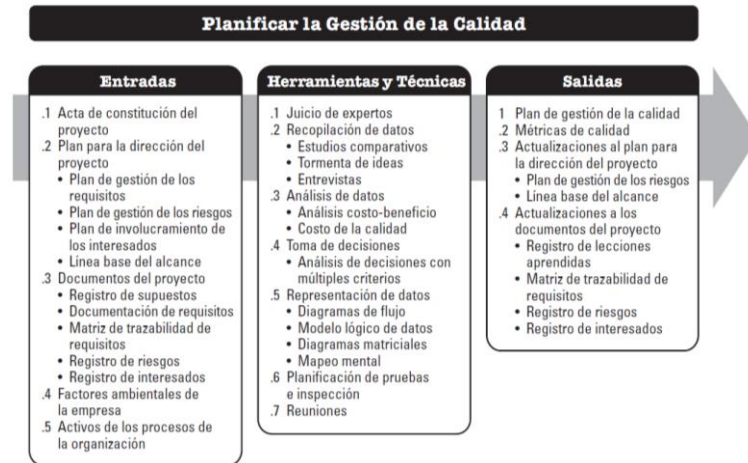 Planificar la Gestión de la Calidad
Entradas
.1 Acta de constitución del
proyecto
.2 Plan para la dirección del
proyecto
• Plan de gestión de los
requisitos
• Plan de gestión de los riesgos
• Plan de involucramiento de
los interesados
• Línea base del alcance
.3 Documentos del proyecto
• Registro de supuestos
• Documentación de requisitos
• Matriz de trazabilidad de
requisitos
• Registro de riesgos
• Registro de interesados
.4 Factores ambientales de
la empresa
.5 Activos de los procesos de
la organización
Herramientas y Técnicas
.1 Juicio de expertos
.2 Recopilación de datos
• Estudios comparativos
• Tormenta de ideas
• Entrevistas
.3 Análisis de datos
• Análisis costo-beneficio
• Costo de la calidad
.4 Toma de decisiones
• Análisis de decisiones con
múltiples criterios
.5 Representación de datos
• Diagramas de flujo
• Modelo lógico de datos
• Diagramas matriciales
• Mapeo mental
.6 Planificación de pruebas
e inspección
.7 Reuniones
Salidas
1 Plan de gestión de la calidad
.2 Métricas de calidad
.3 Actualizaciones al plan para
la dirección del proyecto
• Plan de gestión de los riesgos
• Línea base del alcance
.4 Actualizaciones a los
documentos del proyecto
• Registro de lecciones
aprendidas
• Matriz de trazabilidad de
requisitos
• Registro de riesgos
• Registro de interesados